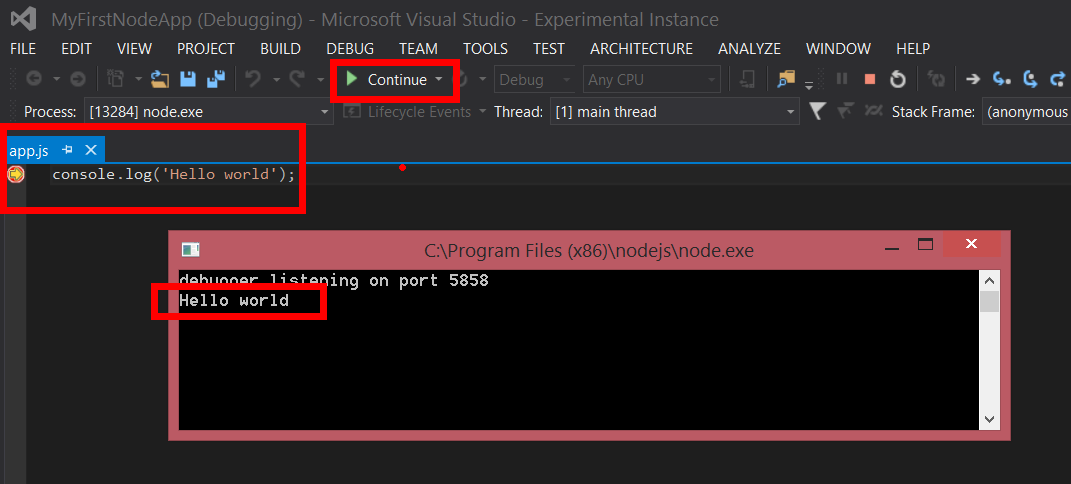 MyFirstNodeApp (Debugging) - Microsoft Visual Studio - Experimental Instance
FILE EDIT VIEW PROJECT BUILD DEBUG TEAM TOOLS TEST ARCHITECTURE ANALYZE WINDOW HELP
Continue Debug Any CPU
Process: [13284] node.exe Lifecycle Events Thread: [1] main thread Stack Frame: (anonymous
app.js
console.log('Hello world');
C:\Program Files (x86)\nodejs\node.exe
debugger listening on port 5858
Hello world